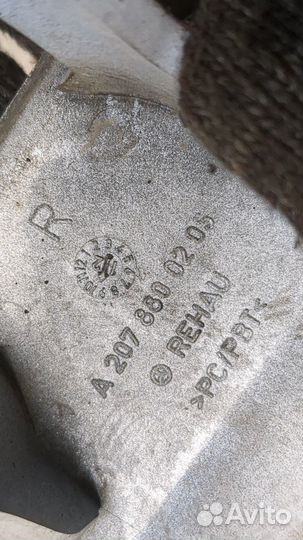 R
A 207 880 02 05
REHAU
>PC/PBT<
Avito